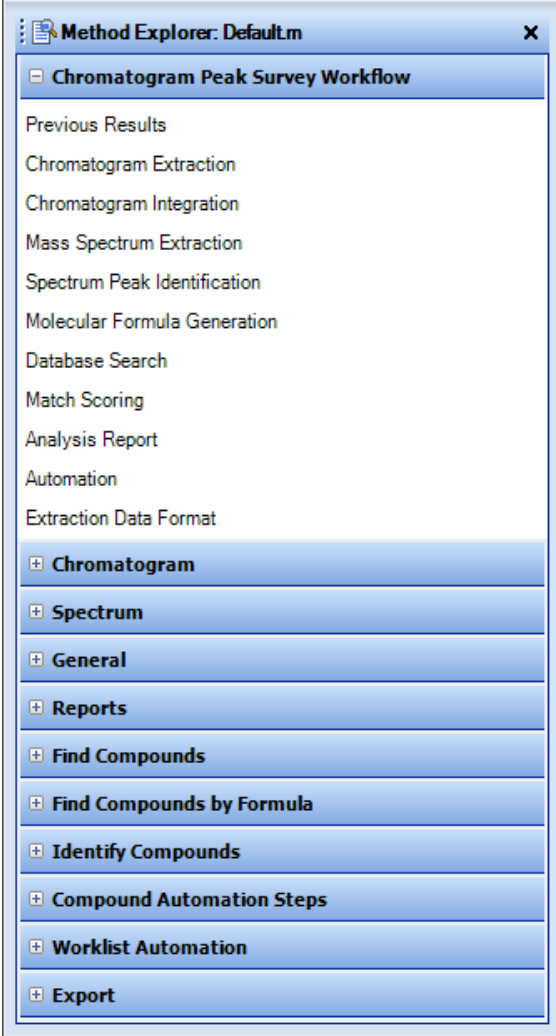 Method Explorer: Default.m
Chromatogram Peak Survey Workflow
Previous Results
Chromatogram Extraction
Chromatogram Integration
Mass Spectrum Extraction
Spectrum Peak Identification
Molecular Formula Generation
Database Search
Match Scoring
Analysis Report
Automation
Extraction Data Format
Chromatogram
Spectrum
General
Reports
Find Compounds
Find Compounds by Formula
Identify Compounds
Compound Automation Steps
Worklist Automation
Export